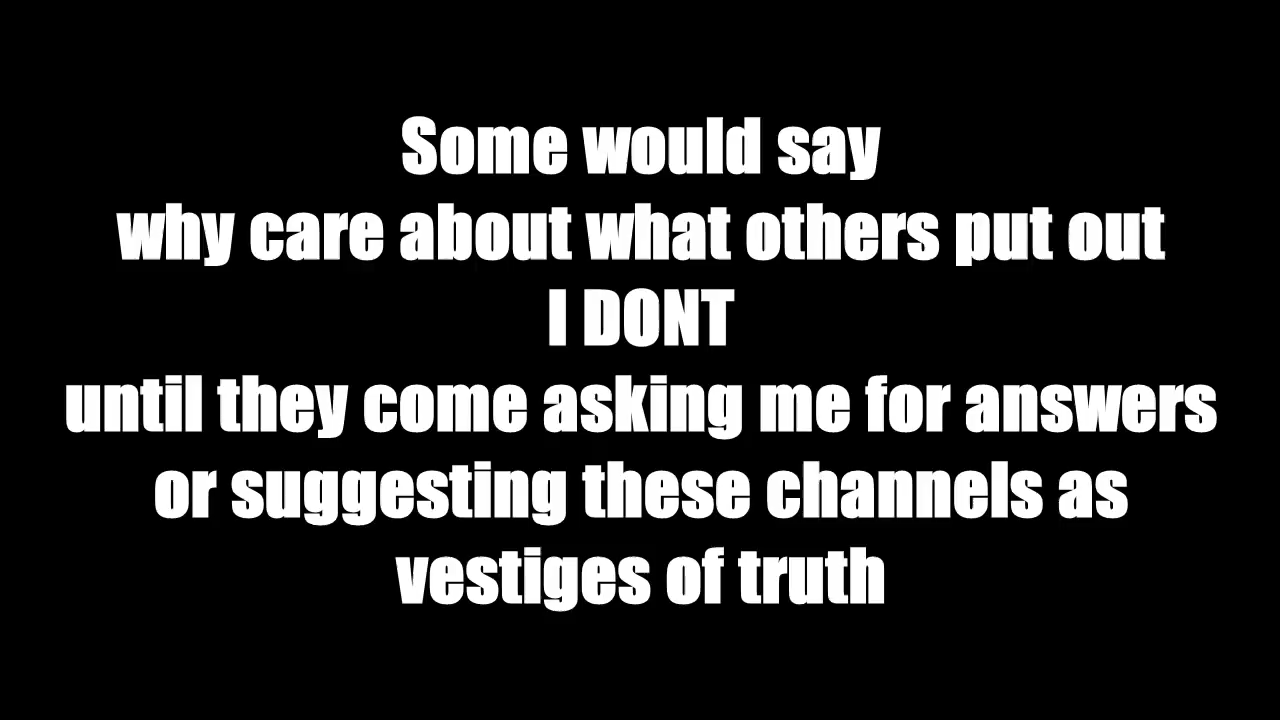 Some would say
why care about what others put out
I DONT
until they come asking me for answers
or suggesting these channels as
vestiges of truth